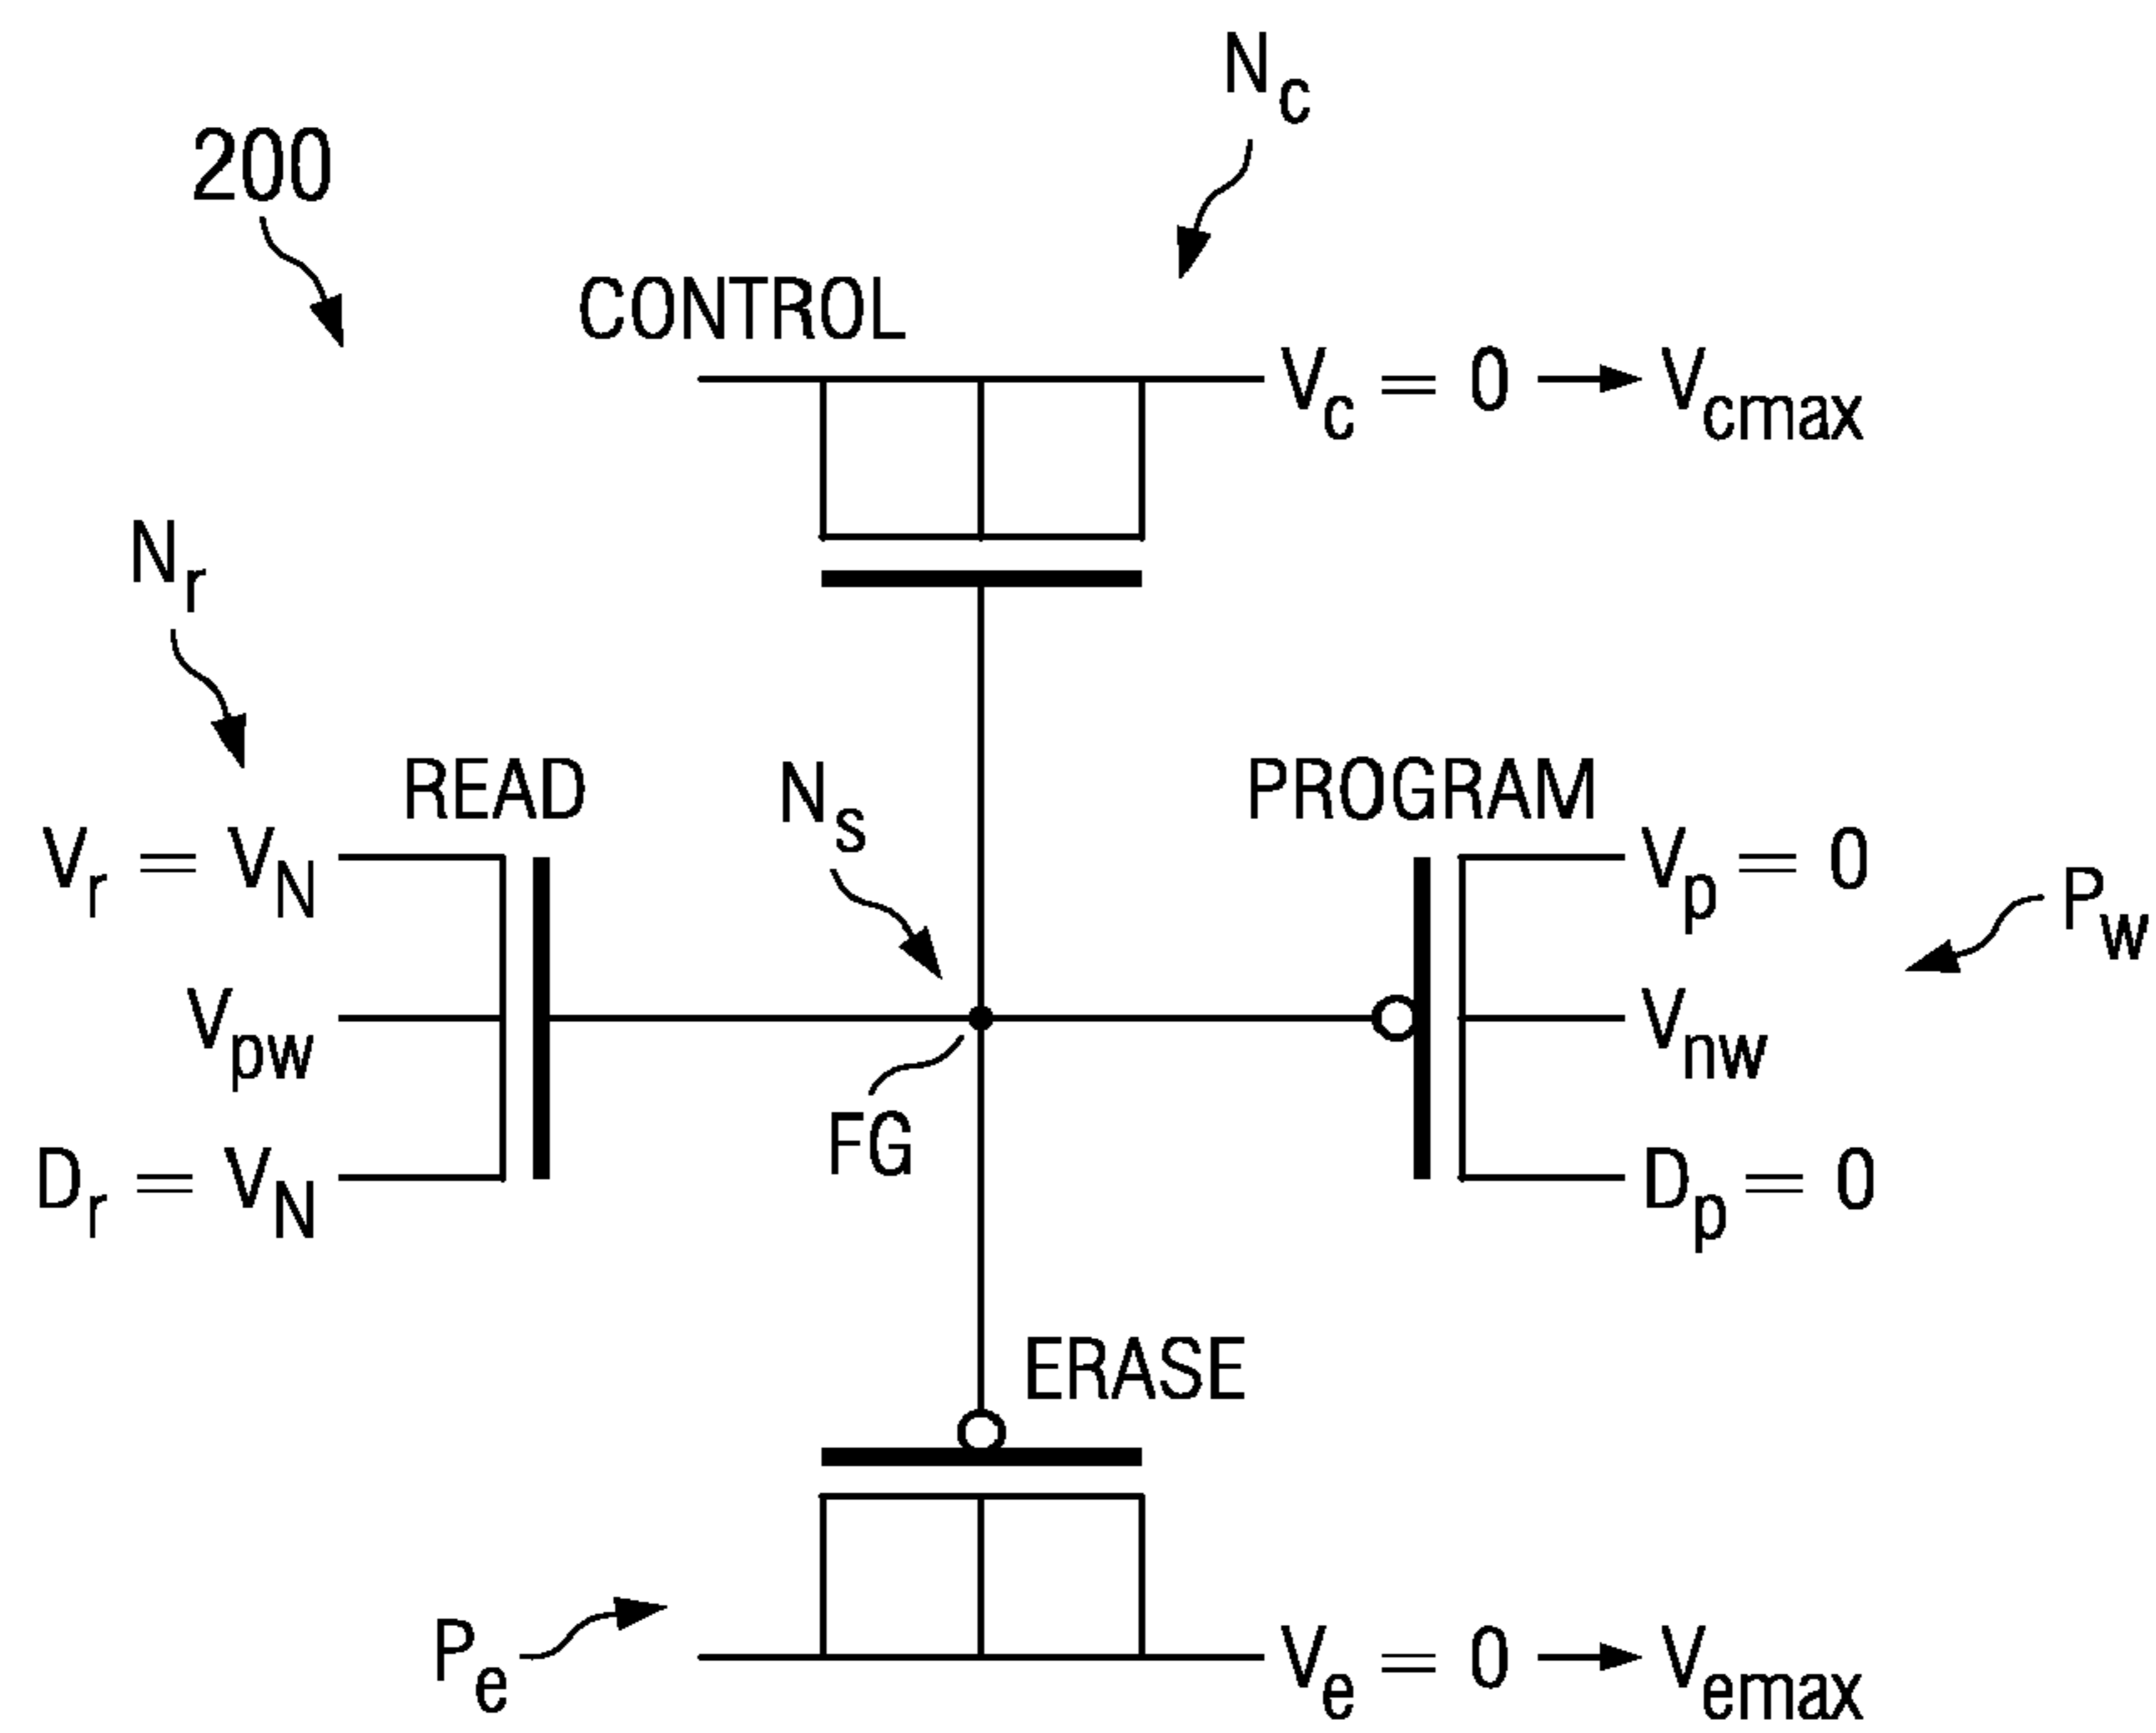 N_c
200
CONTROL
V_c = 0 → V_cmax
N_r
READ
N_s
PROGRAM
V_r = V_N
V_p = 0
P_w
V_pw
V_nw
FG
D_r = V_N
D_p = 0
ERASE
P_e
V_e = 0 → V_emax